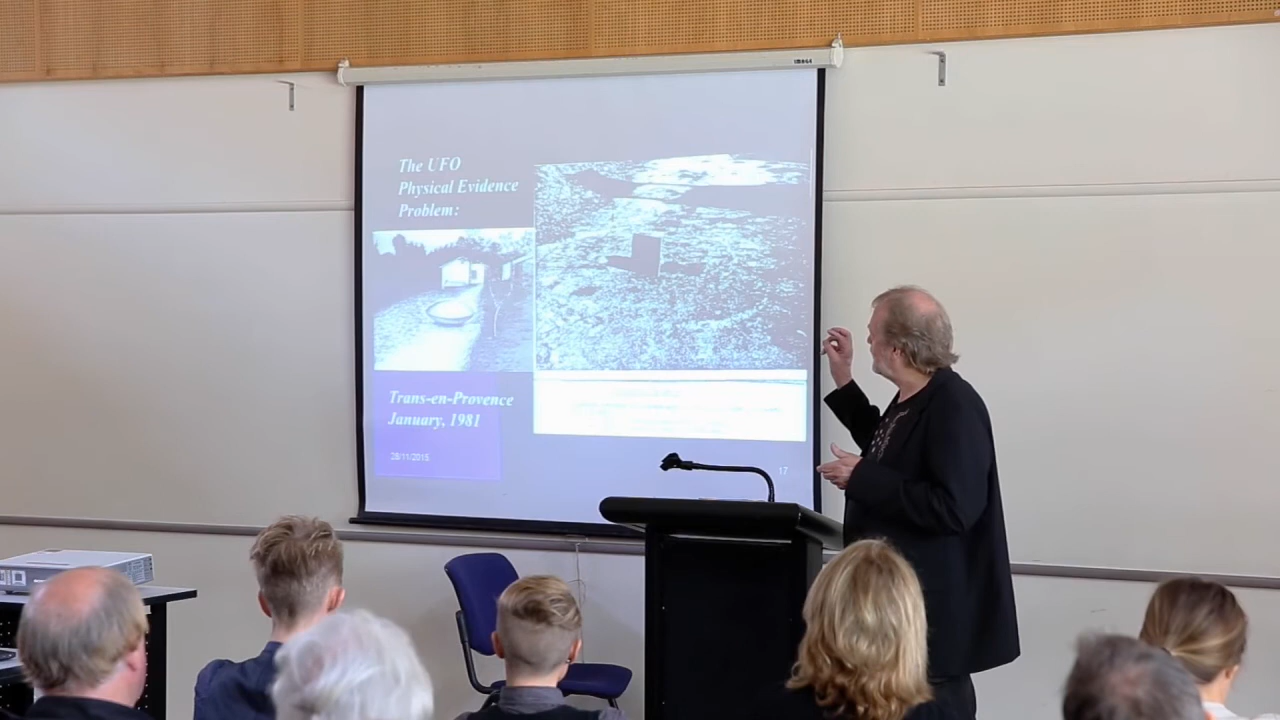 The UFO
Physical Evidence
Problem:
Trans-en-Provence
January, 1981
28/11/2015
17